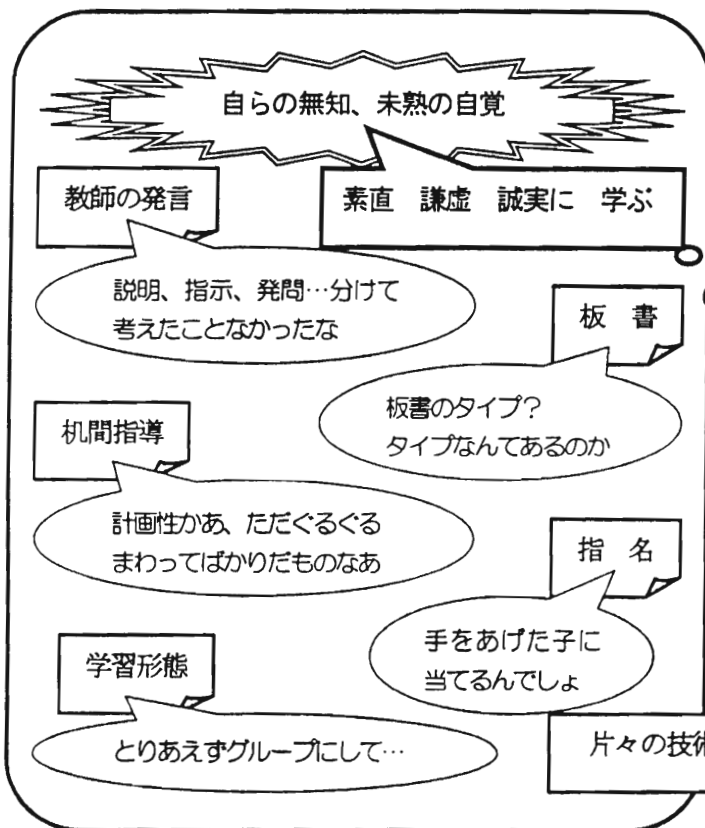 自らの無知、未熟の自覚
教師の発言
素直 謙虚 誠実に 学ぶ
説明、指示、発問…分けて
考えたことなかったな
板 書
板書のタイプ?
タイプなんてあるのか
机間指導
計画性かあ、ただぐるぐる
まわってばかりだものなあ
指 名
手をあげた子に
当てるんでしょ
学習形態
とりあえずグループにして…
片々の技術